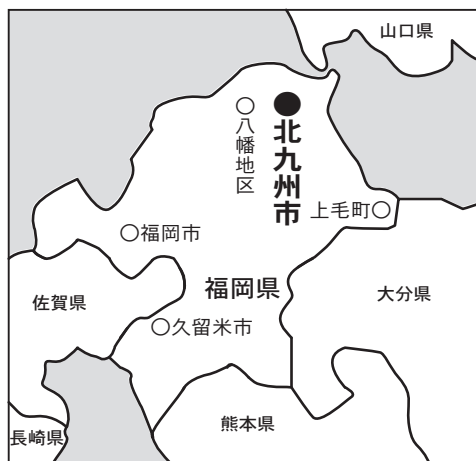 山口県
●北九州市
○八幡地区
上毛町○
○福岡市
福岡県
大分県
佐賀県
○久留米市
熊本県
長崎県